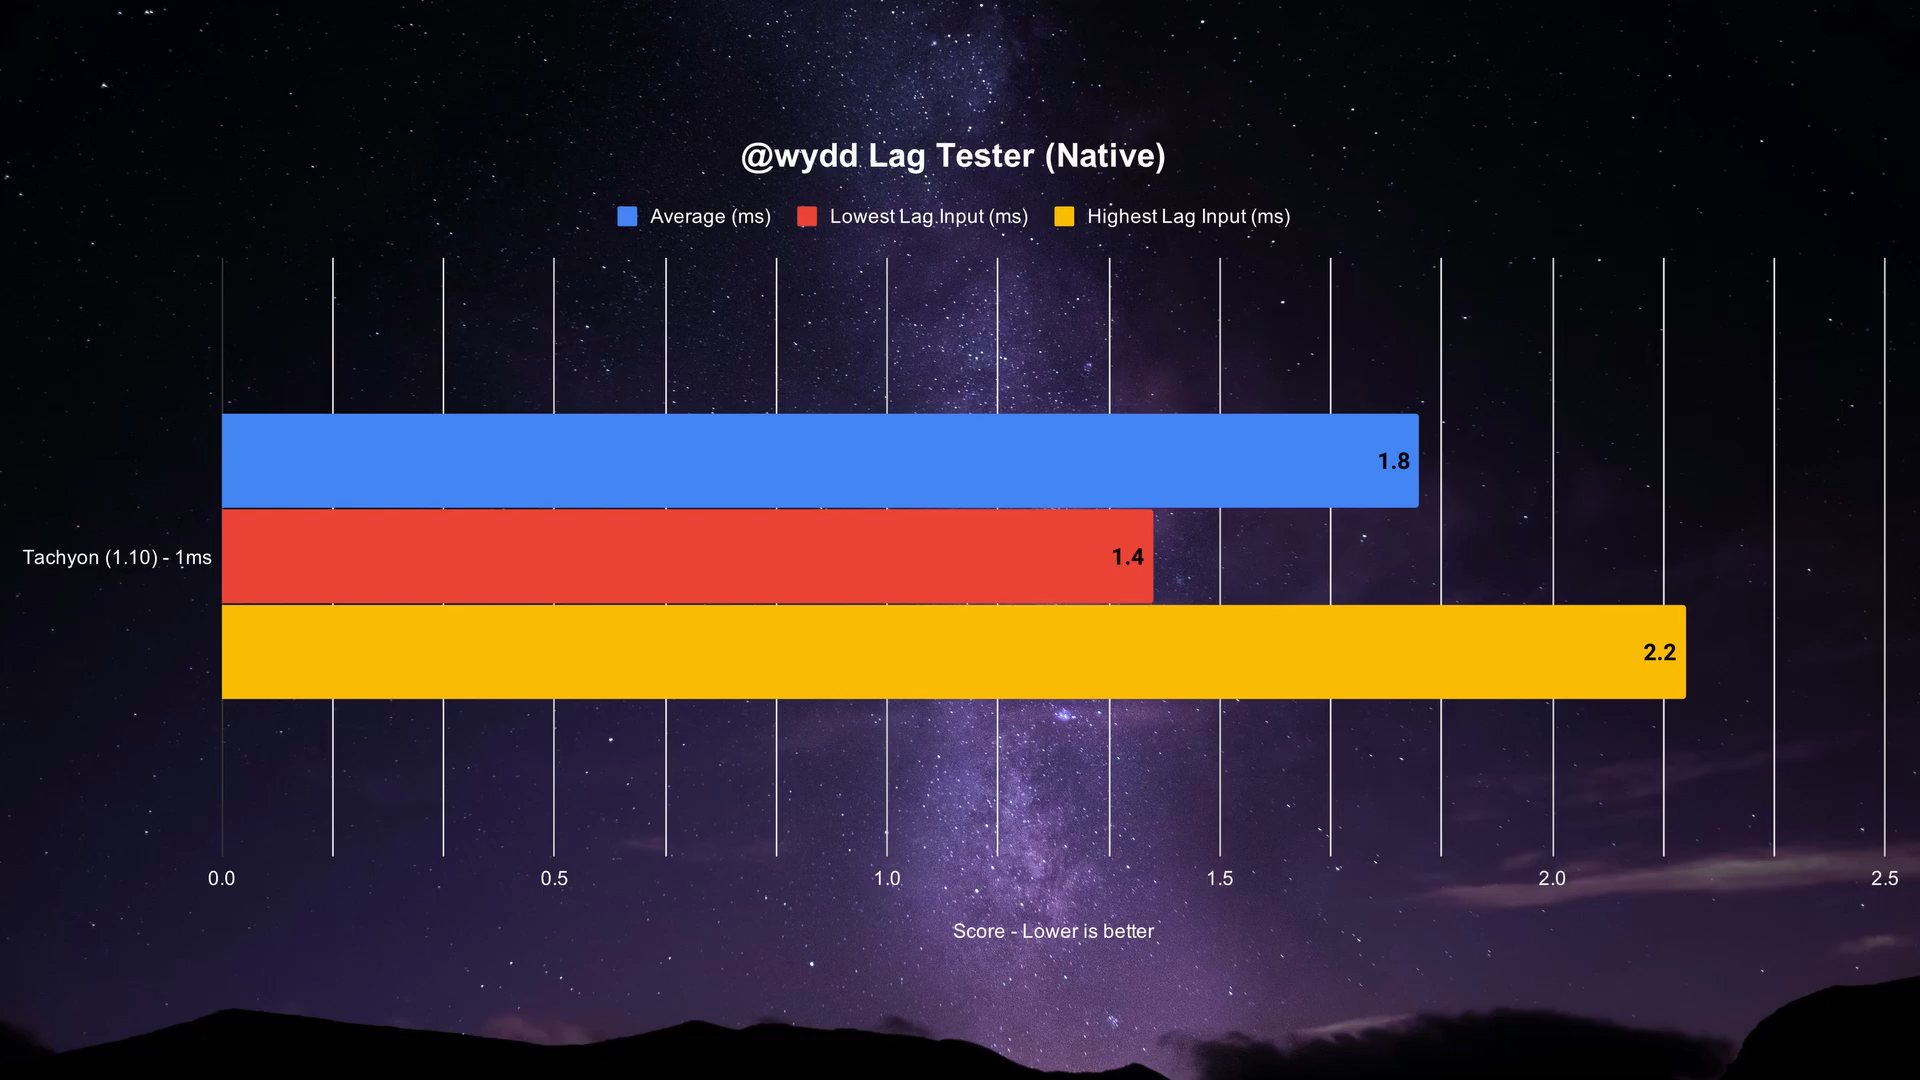 @wydd Lag Tester (Native)
Average (ms) Lowest Lag Input (ms) Highest Lag Input (ms)
1.8
Tachyon (1.10) - 1ms 1.4
2.2
0.0 0.5 1.0 1.5 2.0 2.5
Score - Lower is better